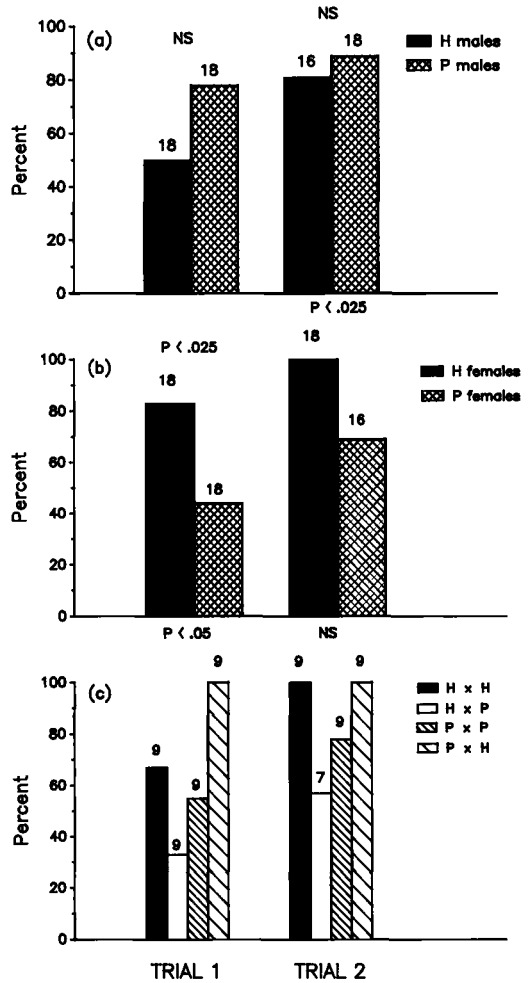 NS
(a)
NS
H males
P males
100
80
60
40
20
0
Percent
18
18
16
18
P < .025
P < .025
(b)
H females
P females
100
80
60
40
20
0
Percent
18
18
18
16
P < .05
NS
(c)
H x H
H x P
P x P
P x H
100
80
60
40
20
0
Percent
9
9
9
9
9
7
9
9
TRIAL 1
TRIAL 2